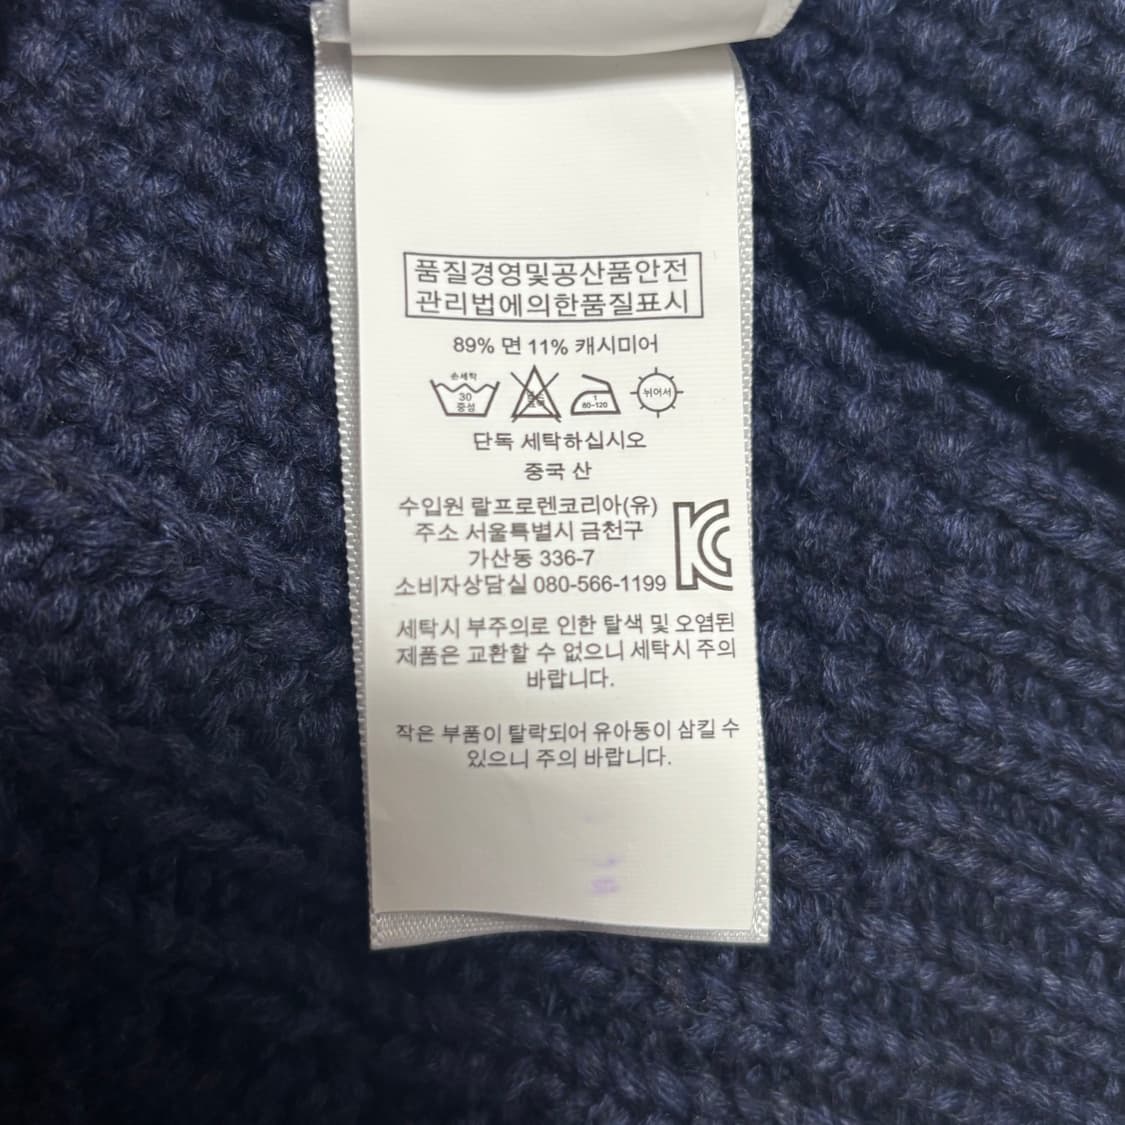 품질경영및공산품안전
관리법에의한품질표시
89% 면 11% 캐시미어
손세탁
30
중성
1
80-120
뉘어서
단독 세탁하십시오
중국 산
수입원 랄프로렌코리아(유)
주소 서울특별시 금천구
가산동 336-7
소비자상담실 080-566-1199
세탁시 부주의로 인한 탈색 및 오염된
제품은 교환할 수 없으니 세탁시 주의
바랍니다.
작은 부품이 탈락되어 유아동이 삼킬 수
있으니 주의 바랍니다.